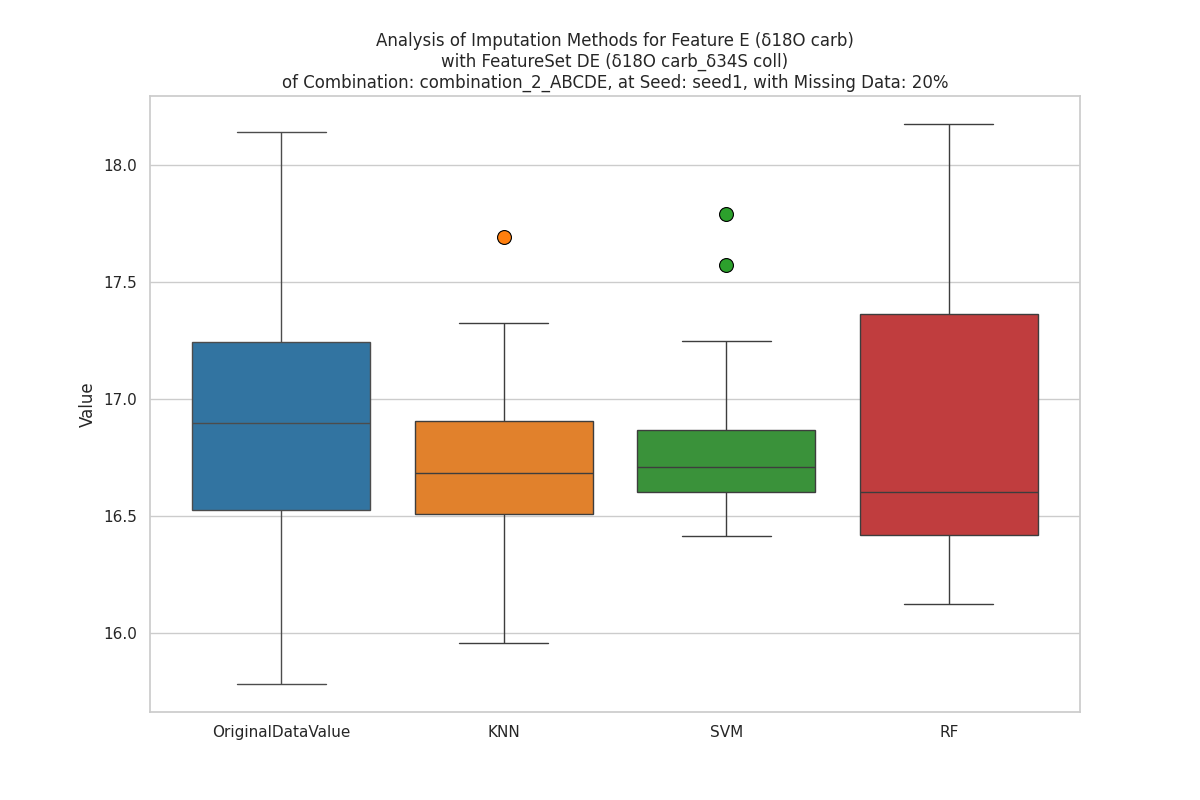 Analysis of Imputation Methods for Feature E (δ18O carb)
with FeatureSet DE (δ18O carb_δ34S coll)
of Combination: combination_2_ABCDE, at Seed: seed1, with Missing Data: 20%
18.0
17.5
17.0
16.5
16.0
Value
OriginalDataValue
KNN
SVM
RF